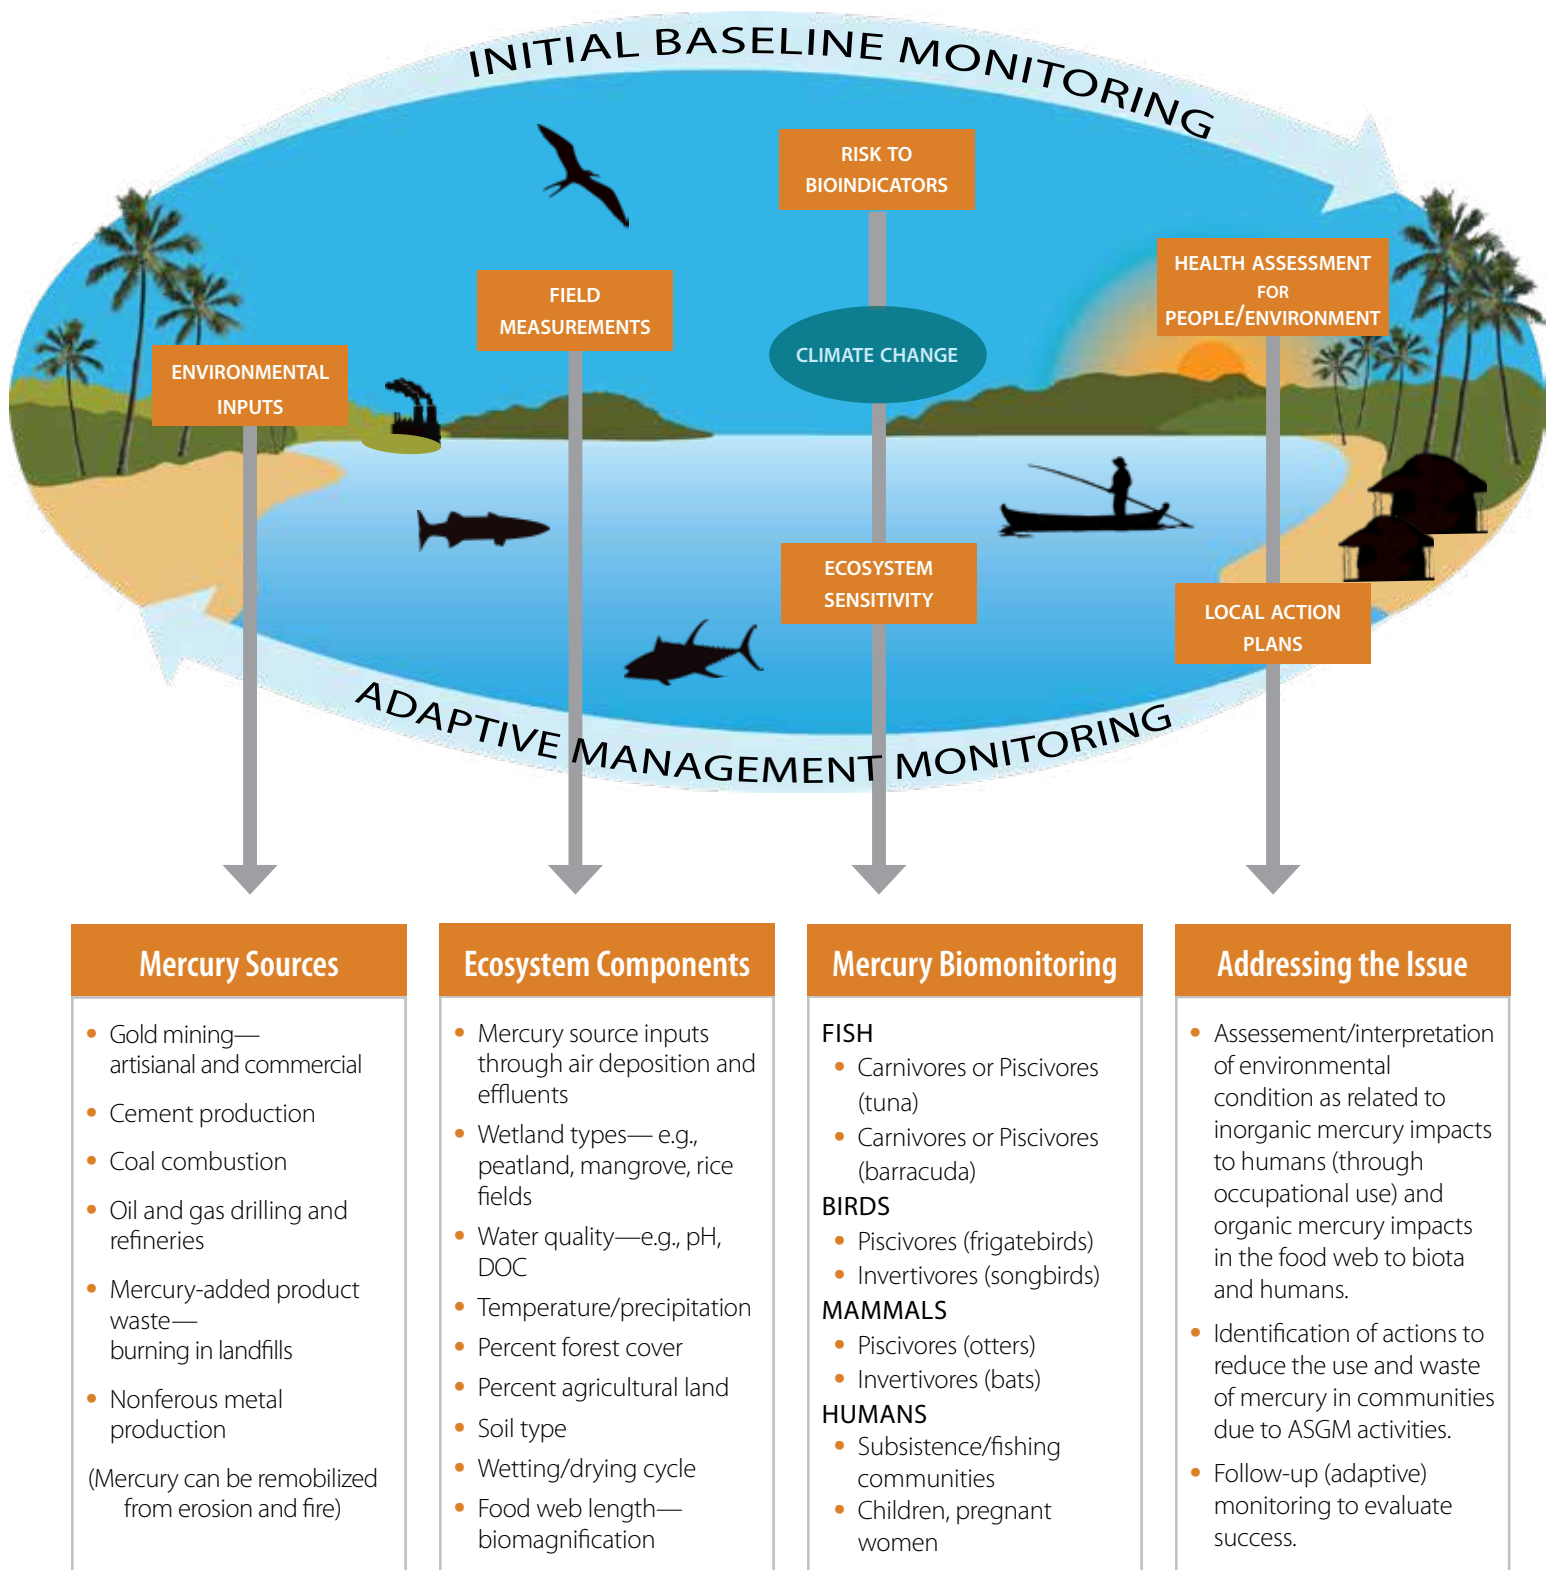 INITIAL BASELINE MONITORING
RISK TO
BIOINDICATORS
HEALTH ASSESSMENT
FOR
PEOPLE/ENVIRONMENT
FIELD
MEASUREMENTS
CLIMATE CHANGE
ENVIRONMENTAL
INPUTS
ECOSYSTEM
SENSITIVITY
LOCAL ACTION
PLANS
ADAPTIVE MANAGEMENT MONITORING
Mercury Sources
• Gold mining—
artisianal and commercial
• Cement production
• Coal combustion
• Oil and gas drilling and
refineries
• Mercury-added product
waste—
burning in landfills
• Nonferous metal
production
(Mercury can be remobilized
from erosion and fire)
Ecosystem Components
• Mercury source inputs
through air deposition and
effluents
• Wetland types— e.g.,
peatland, mangrove, rice
fields
• Water quality—e.g., pH,
DOC
• Temperature/precipitation
• Percent forest cover
• Percent agricultural land
• Soil type
• Wetting/drying cycle
• Food web length—
biomagnification
Mercury Biomonitoring
FISH
• Carnivores or Piscivores
(tuna)
• Carnivores or Piscivores
(barracuda)
BIRDS
• Piscivores (frigatebirds)
• Invertivores (songbirds)
MAMMALS
• Piscivores (otters)
• Invertivores (bats)
HUMANS
• Subsistence/fishing
communities
• Children, pregnant
women
Addressing the Issue
• Assessement/interpretation
of environmental
condition as related to
inorganic mercury impacts
to humans (through
occupational use) and
organic mercury impacts
in the food web to biota
and humans.
• Identification of actions to
reduce the use and waste
of mercury in communities
due to ASGM activities.
• Follow-up (adaptive)
monitoring to evaluate
success.